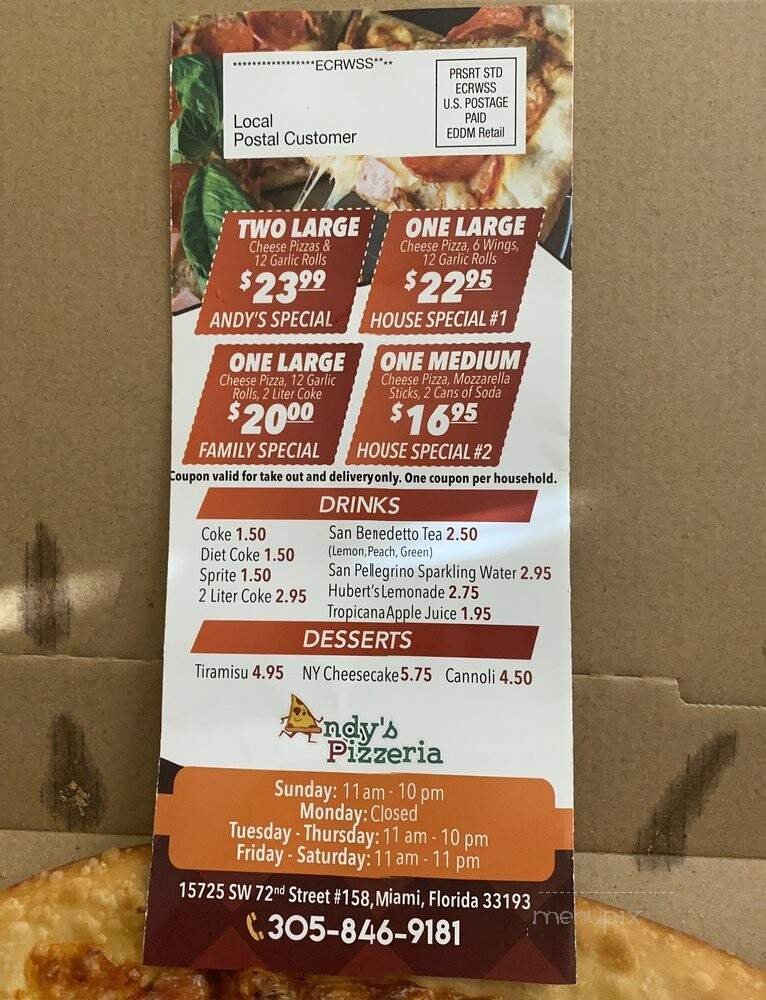 *****************ECRWSS****
Local
Postal Customer
PRSRT STD
ECRWSS
U.S. POSTAGE
PAID
EDDM Retail
TWO LARGE
Cheese Pizzas &
12 Garlic Rolls
$23.99
ANDY'S SPECIAL
ONE LARGE
Cheese Pizza, 6 Wings,
12 Garlic Rolls
$22.95
HOUSE SPECIAL #1
ONE LARGE
Cheese Pizza, 12 Garlic
Rolls, 2 Liter Coke
$20.00
FAMILY SPECIAL
ONE MEDIUM
Cheese Pizza, Mozzarella
Sticks, 2 Cans of Soda
$16.95
HOUSE SPECIAL #2
Coupon valid for take out and delivery only. One coupon per household.
DRINKS
Coke 1.50
Diet Coke 1.50
Sprite 1.50
2 Liter Coke 2.95
San Benedetto Tea 2.50
(Lemon, Peach, Green)
San Pellegrino Sparkling Water 2.95
Hubert's Lemonade 2.75
Tropicana Apple Juice 1.95
DESSERTS
Tiramisu 4.95 NY Cheesecake 5.75 Cannoli 4.50
Andy's
Pizzeria
Sunday: 11 am - 10 pm
Monday: Closed
Tuesday - Thursday: 11 am - 10 pm
Friday - Saturday: 11 am - 11 pm
15725 SW 72nd Street #158, Miami, Florida 33193
305-846-9181
menupix